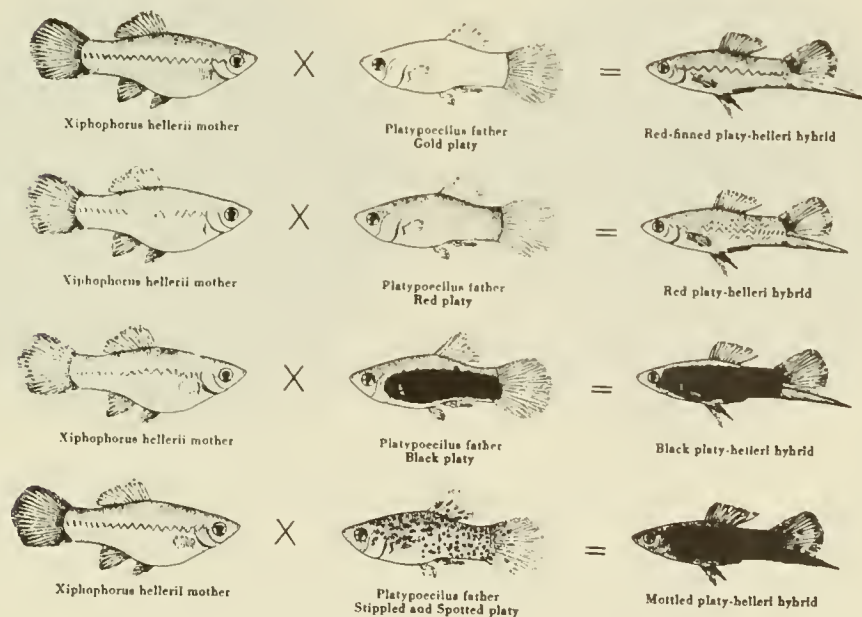 Xiphophorus hellerii mother
X
Platypoecilus father
Gold platy
=
Red-finned platy-helleri hybrid
Xiphophorus hellerii mother
X
Platypoecilus father
Red platy
=
Red platy-helleri hybrid
Xiphophorus hellerii mother
X
Platypoecilus father
Black platy
=
Black platy-helleri hybrid
Xiphophorus hellerii mother
X
Platypoecilus father
Stippled and Spotted platy
=
Mottled platy-helleri hybrid